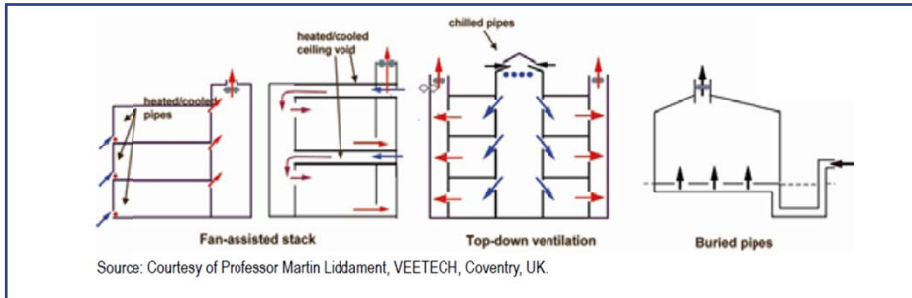 chilled pipes
heated/cooled
ceiling void
heated/cooled
pipes
Fan-assisted stack
Top-down ventilation
Buried pipes
Source: Courtesy of Professor Martin Liddament, VEETECH, Coventry, UK.